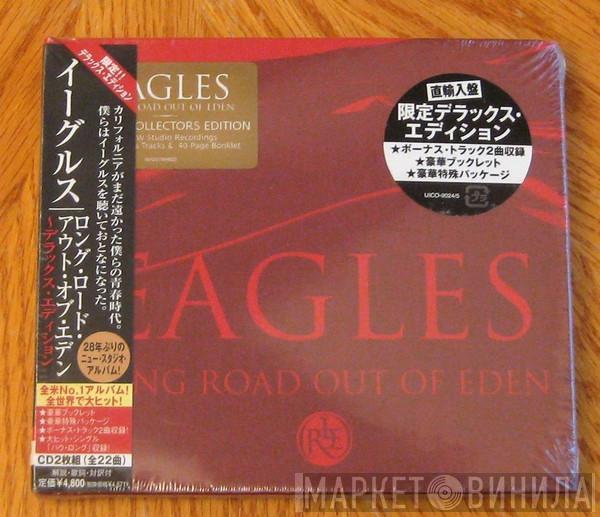 限定!!
デラックス・エディション
イーグルス
ロング・ロード・
アウト・オブ・エデン
～デラックス・エディション～
カリフォルニアがまだ遠かった僕らの青春時代。
僕らはイーグルスを聴いておとなになった。
28年ぶりの
ニュー・スタジオ・
アルバム!
全米No.1アルバム!
全世界で大ヒット!
★豪華ブックレット
★豪華特殊パッケージ
★ボーナス・トラック2曲収録!
★大ヒット・シングル
「ハウ・ロング」収録!
CD2枚組(全22曲)
解説・歌詞・対訳付
定価¥4,800
EAGLES
ROAD OUT OF EDEN
COLLECTORS EDITION
Studio Recordings
Tracks & 40-Page Booklet
直輸入盤
限定デラックス・
エディション
★ボーナス・トラック2曲収録
★豪華ブックレット
★豪華特殊パッケージ
UICO-9024/5
EAGLES
NG ROAD OUT OF EDEN
МАРКЕТ ВИНИЛА